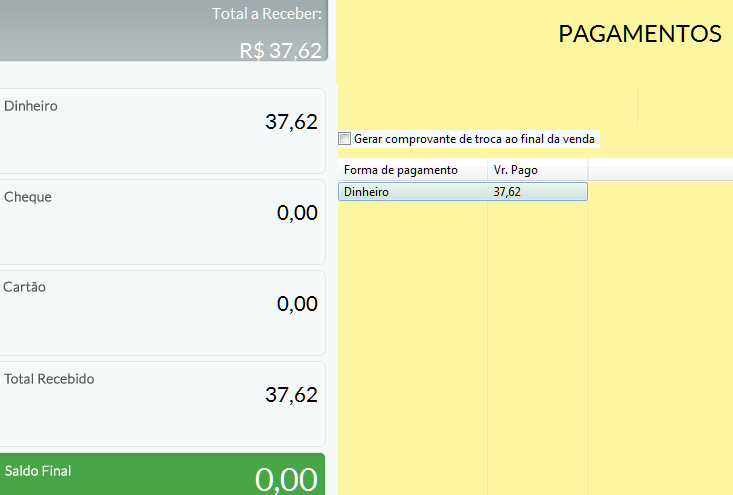 Total a Receber:
R$ 37,62
Dinheiro
37,62
Cheque
0,00
Cartão
0,00
Total Recebido
37,62
Saldo Final
0,00
PAGAMENTOS
Gerar comprovante de troca ao final da venda
Forma de pagamento Vr. Pago
Dinheiro 37,62